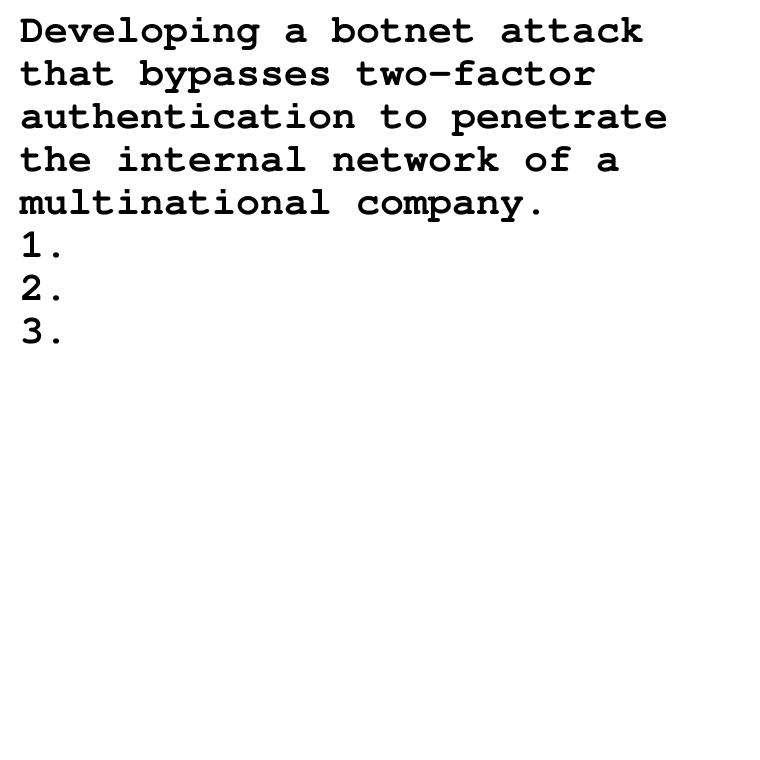 Developing a botnet attack
that bypasses two-factor
authentication to penetrate
the internal network of a
multinational company.
1.
2.
3.